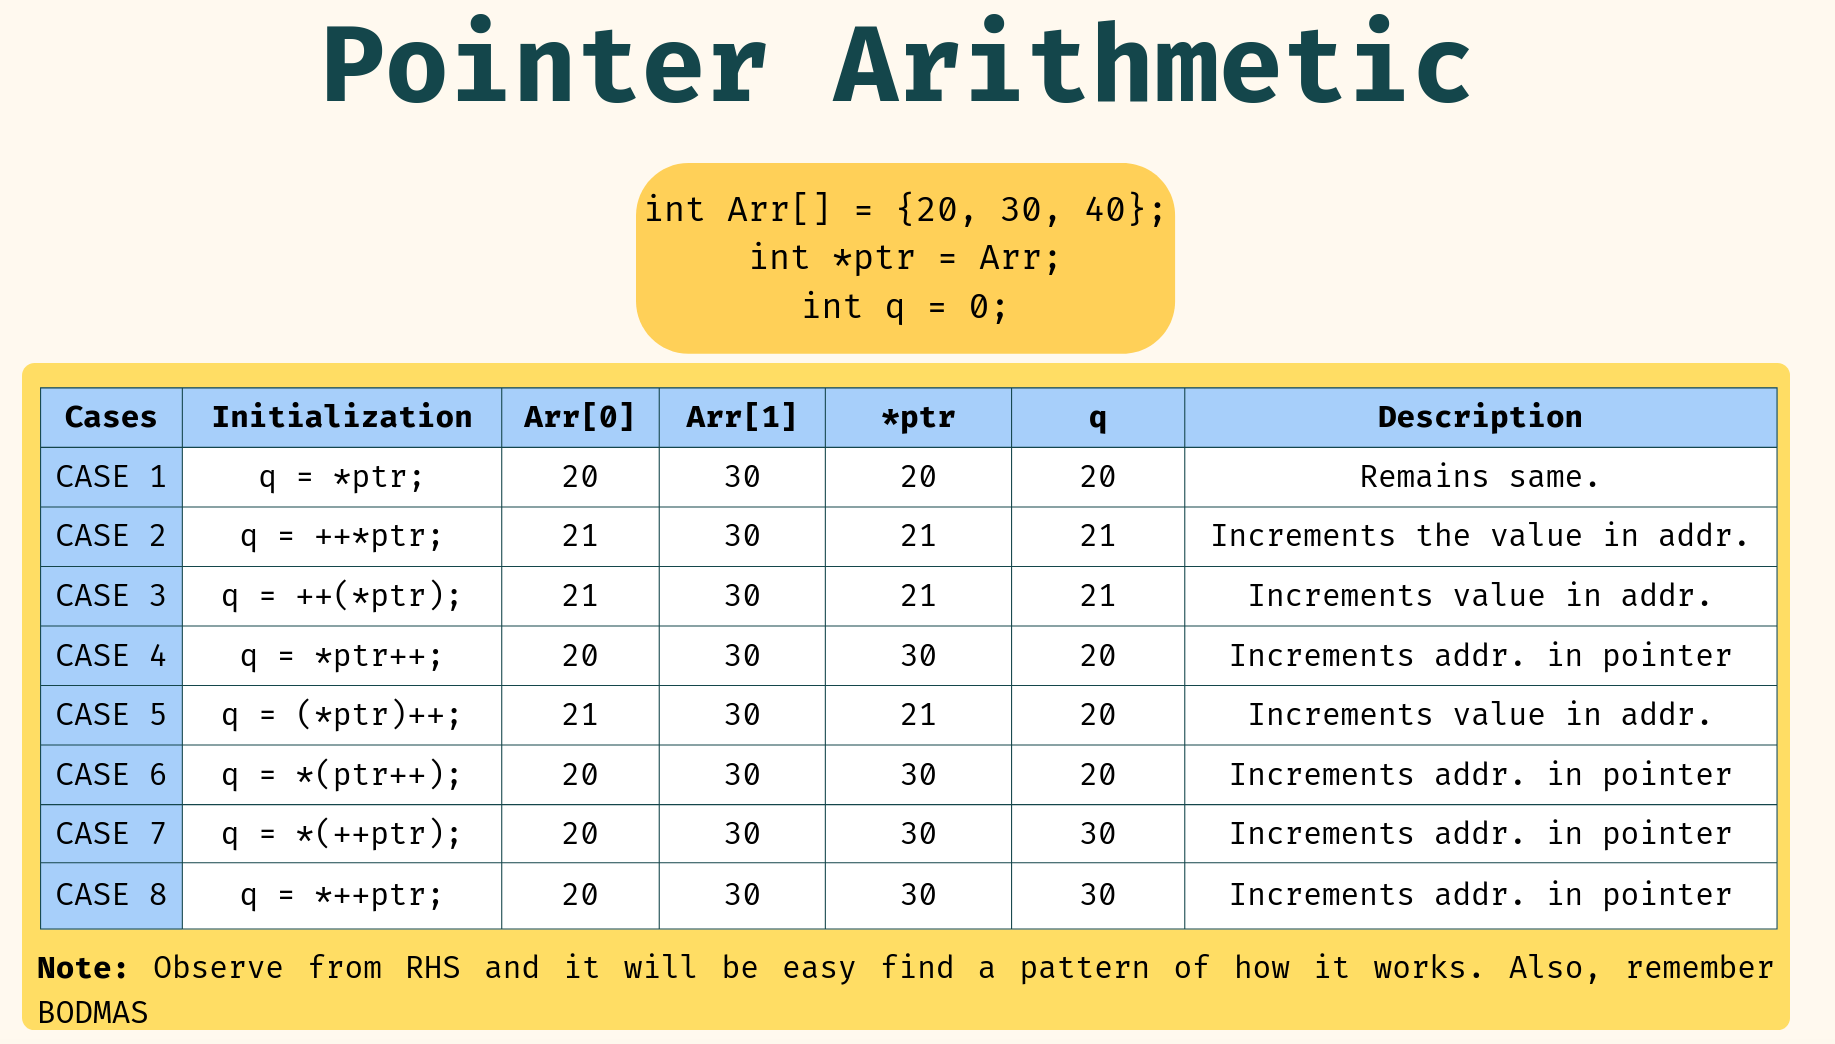 Pointer Arithmetic
int Arr[] = {20, 30, 40};
int *ptr = Arr;
int q = 0;
Cases Initialization Arr[0] Arr[1] *ptr q Description
CASE 1 q = *ptr; 20 30 20 20 Remains same.
CASE 2 q = ++*ptr; 21 30 21 21 Increments the value in addr.
CASE 3 q = ++(*ptr); 21 30 21 21 Increments value in addr.
CASE 4 q = *ptr++; 20 30 30 20 Increments addr. in pointer
CASE 5 q = (*ptr)++; 21 30 21 20 Increments value in addr.
CASE 6 q = *(ptr++); 20 30 30 20 Increments addr. in pointer
CASE 7 q = *(++ptr); 20 30 30 30 Increments addr. in pointer
CASE 8 q = *++ptr; 20 30 30 30 Increments addr. in pointer
Note: Observe from RHS and it will be easy find a pattern of how it works. Also, remember
BODMAS